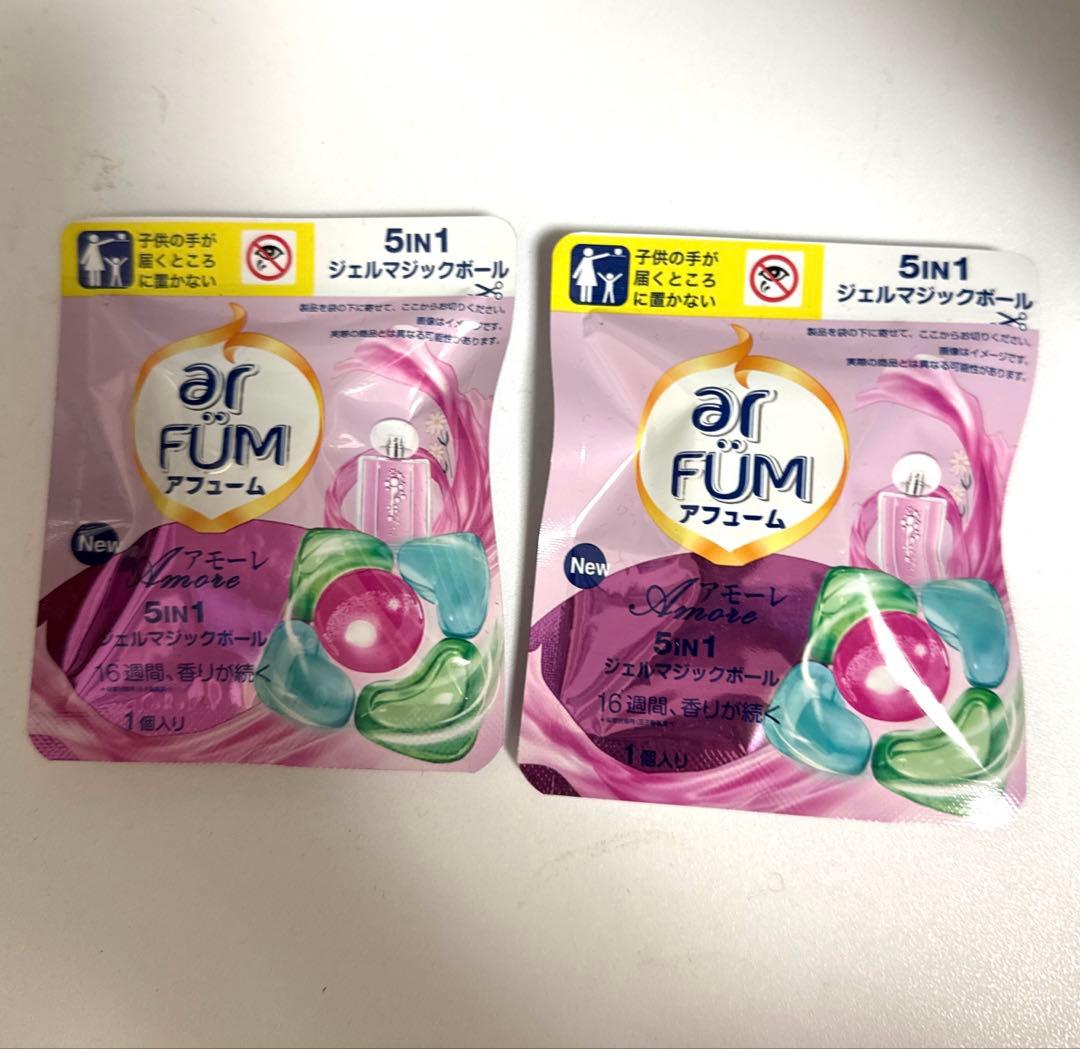 子供の手が
届くところ
に置かない
5IN1
ジェルマジックボール
製品を袋の下に寄せて、ここからお切りください。
画像はイメージです。
実際の商品とは異なる可能性があります。
ar
FÜM
アフューム
New
アモーレ
Amore
5IN1
ジェルマジックボール
16週間、香りが続く
1個入り
子供の手が
届くところ
に置かない
5IN1
ジェルマジックボール
製品を袋の下に寄せて、ここからお切りください。
画像はイメージです。
実際の商品とは異なる可能性があります。
ar
FÜM
アフューム
New
アモーレ
Amore
5IN1
ジェルマジックボール
16週間、香りが続く
1個入り